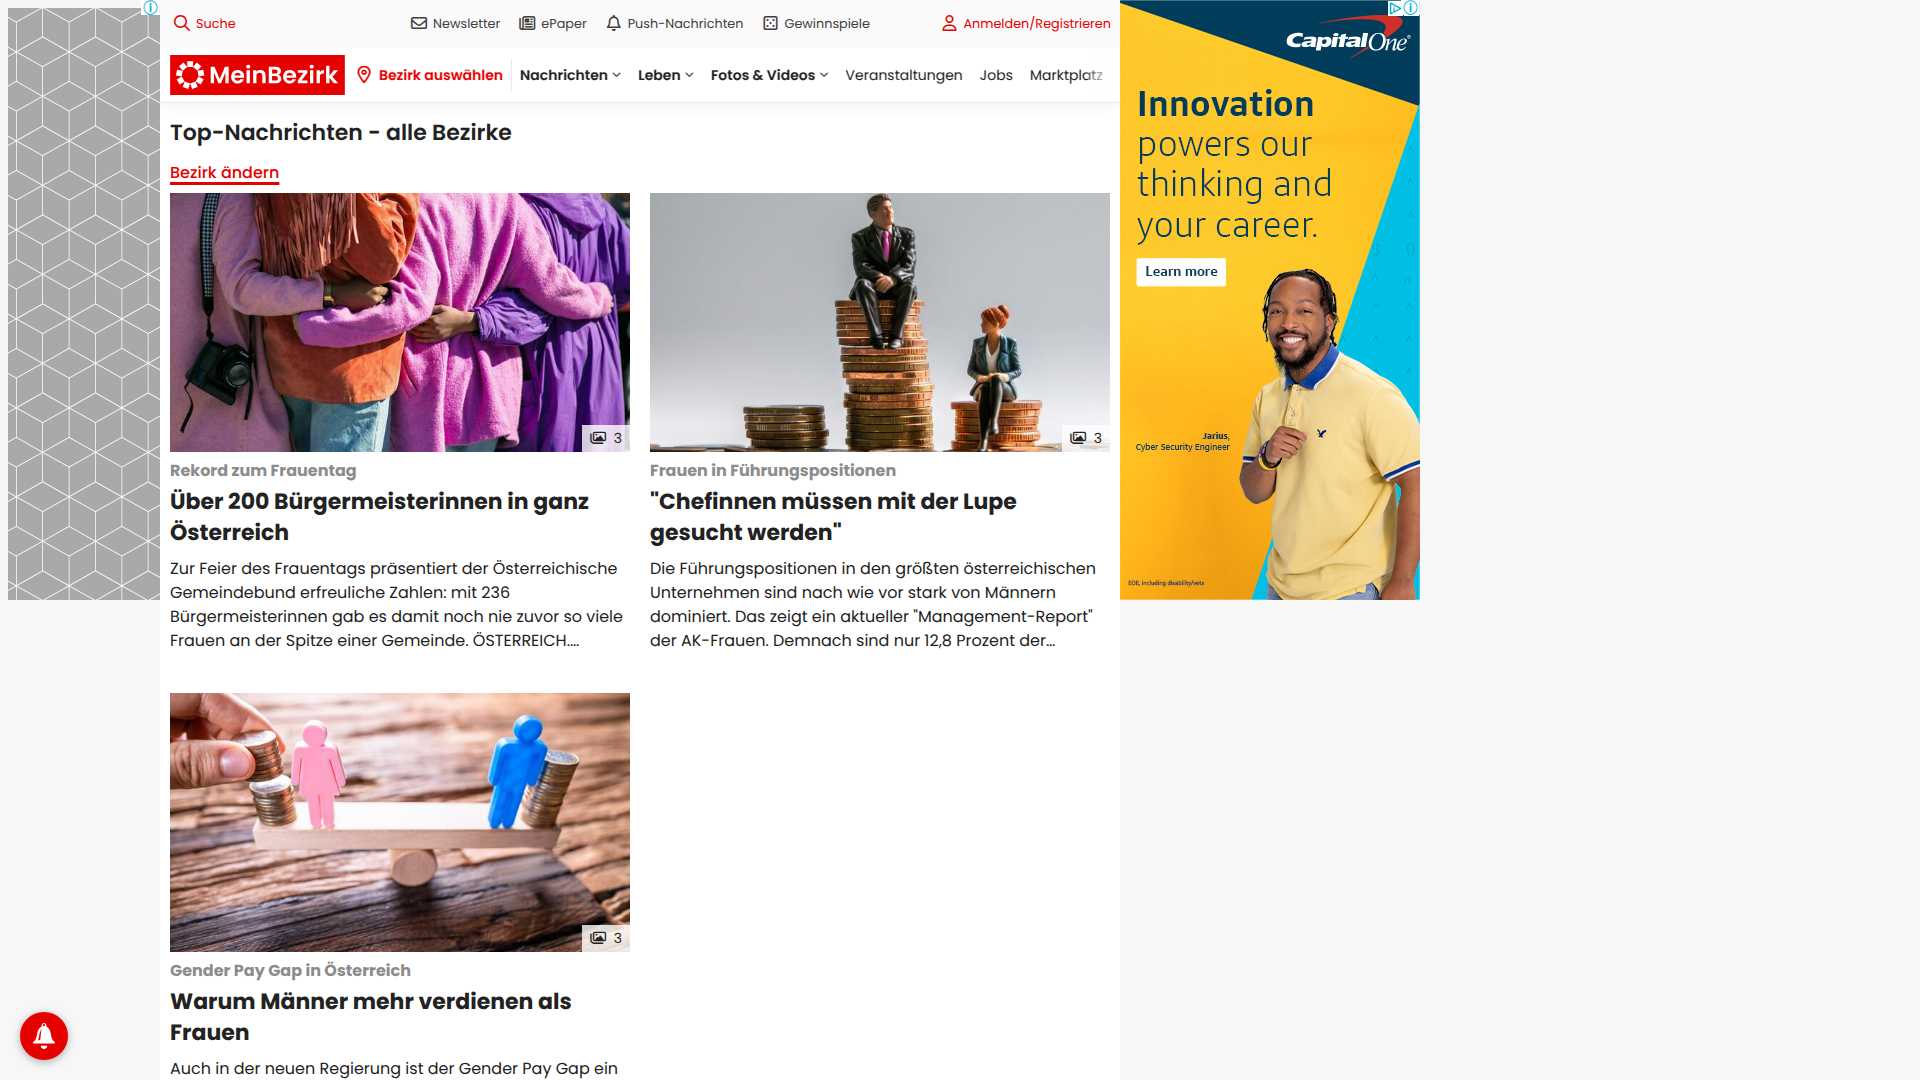 Suche
Newsletter
ePaper
Push-Nachrichten
Gewinnspiele
Anmelden/Registrieren
MeinBezirk
Bezirk auswählen
Nachrichten
Leben
Fotos & Videos
Veranstaltungen
Jobs
Marktplatz
Top-Nachrichten - alle Bezirke
Bezirk ändern
3
Rekord zum Frauentag
Über 200 Bürgermeisterinnen in ganz
Österreich
Zur Feier des Frauentags präsentiert der Österreichische
Gemeindebund erfreuliche Zahlen: mit 236
Bürgermeisterinnen gab es damit noch nie zuvor so viele
Frauen an der Spitze einer Gemeinde. ÖSTERREICH....
3
Frauen in Führungspositionen
"Chefinnen müssen mit der Lupe
gesucht werden"
Die Führungspositionen in den größten österreichischen
Unternehmen sind nach wie vor stark von Männern
dominiert. Das zeigt ein aktueller "Management-Report"
der AK-Frauen. Demnach sind nur 12,8 Prozent der...
3
Gender Pay Gap in Österreich
Warum Männer mehr verdienen als
Frauen
Auch in der neuen Regierung ist der Gender Pay Gap ein
CapitalOne
Innovation
powers our
thinking and
your career.
Learn more
Jarius,
Cyber Security Engineer
EOE, including disability/vets